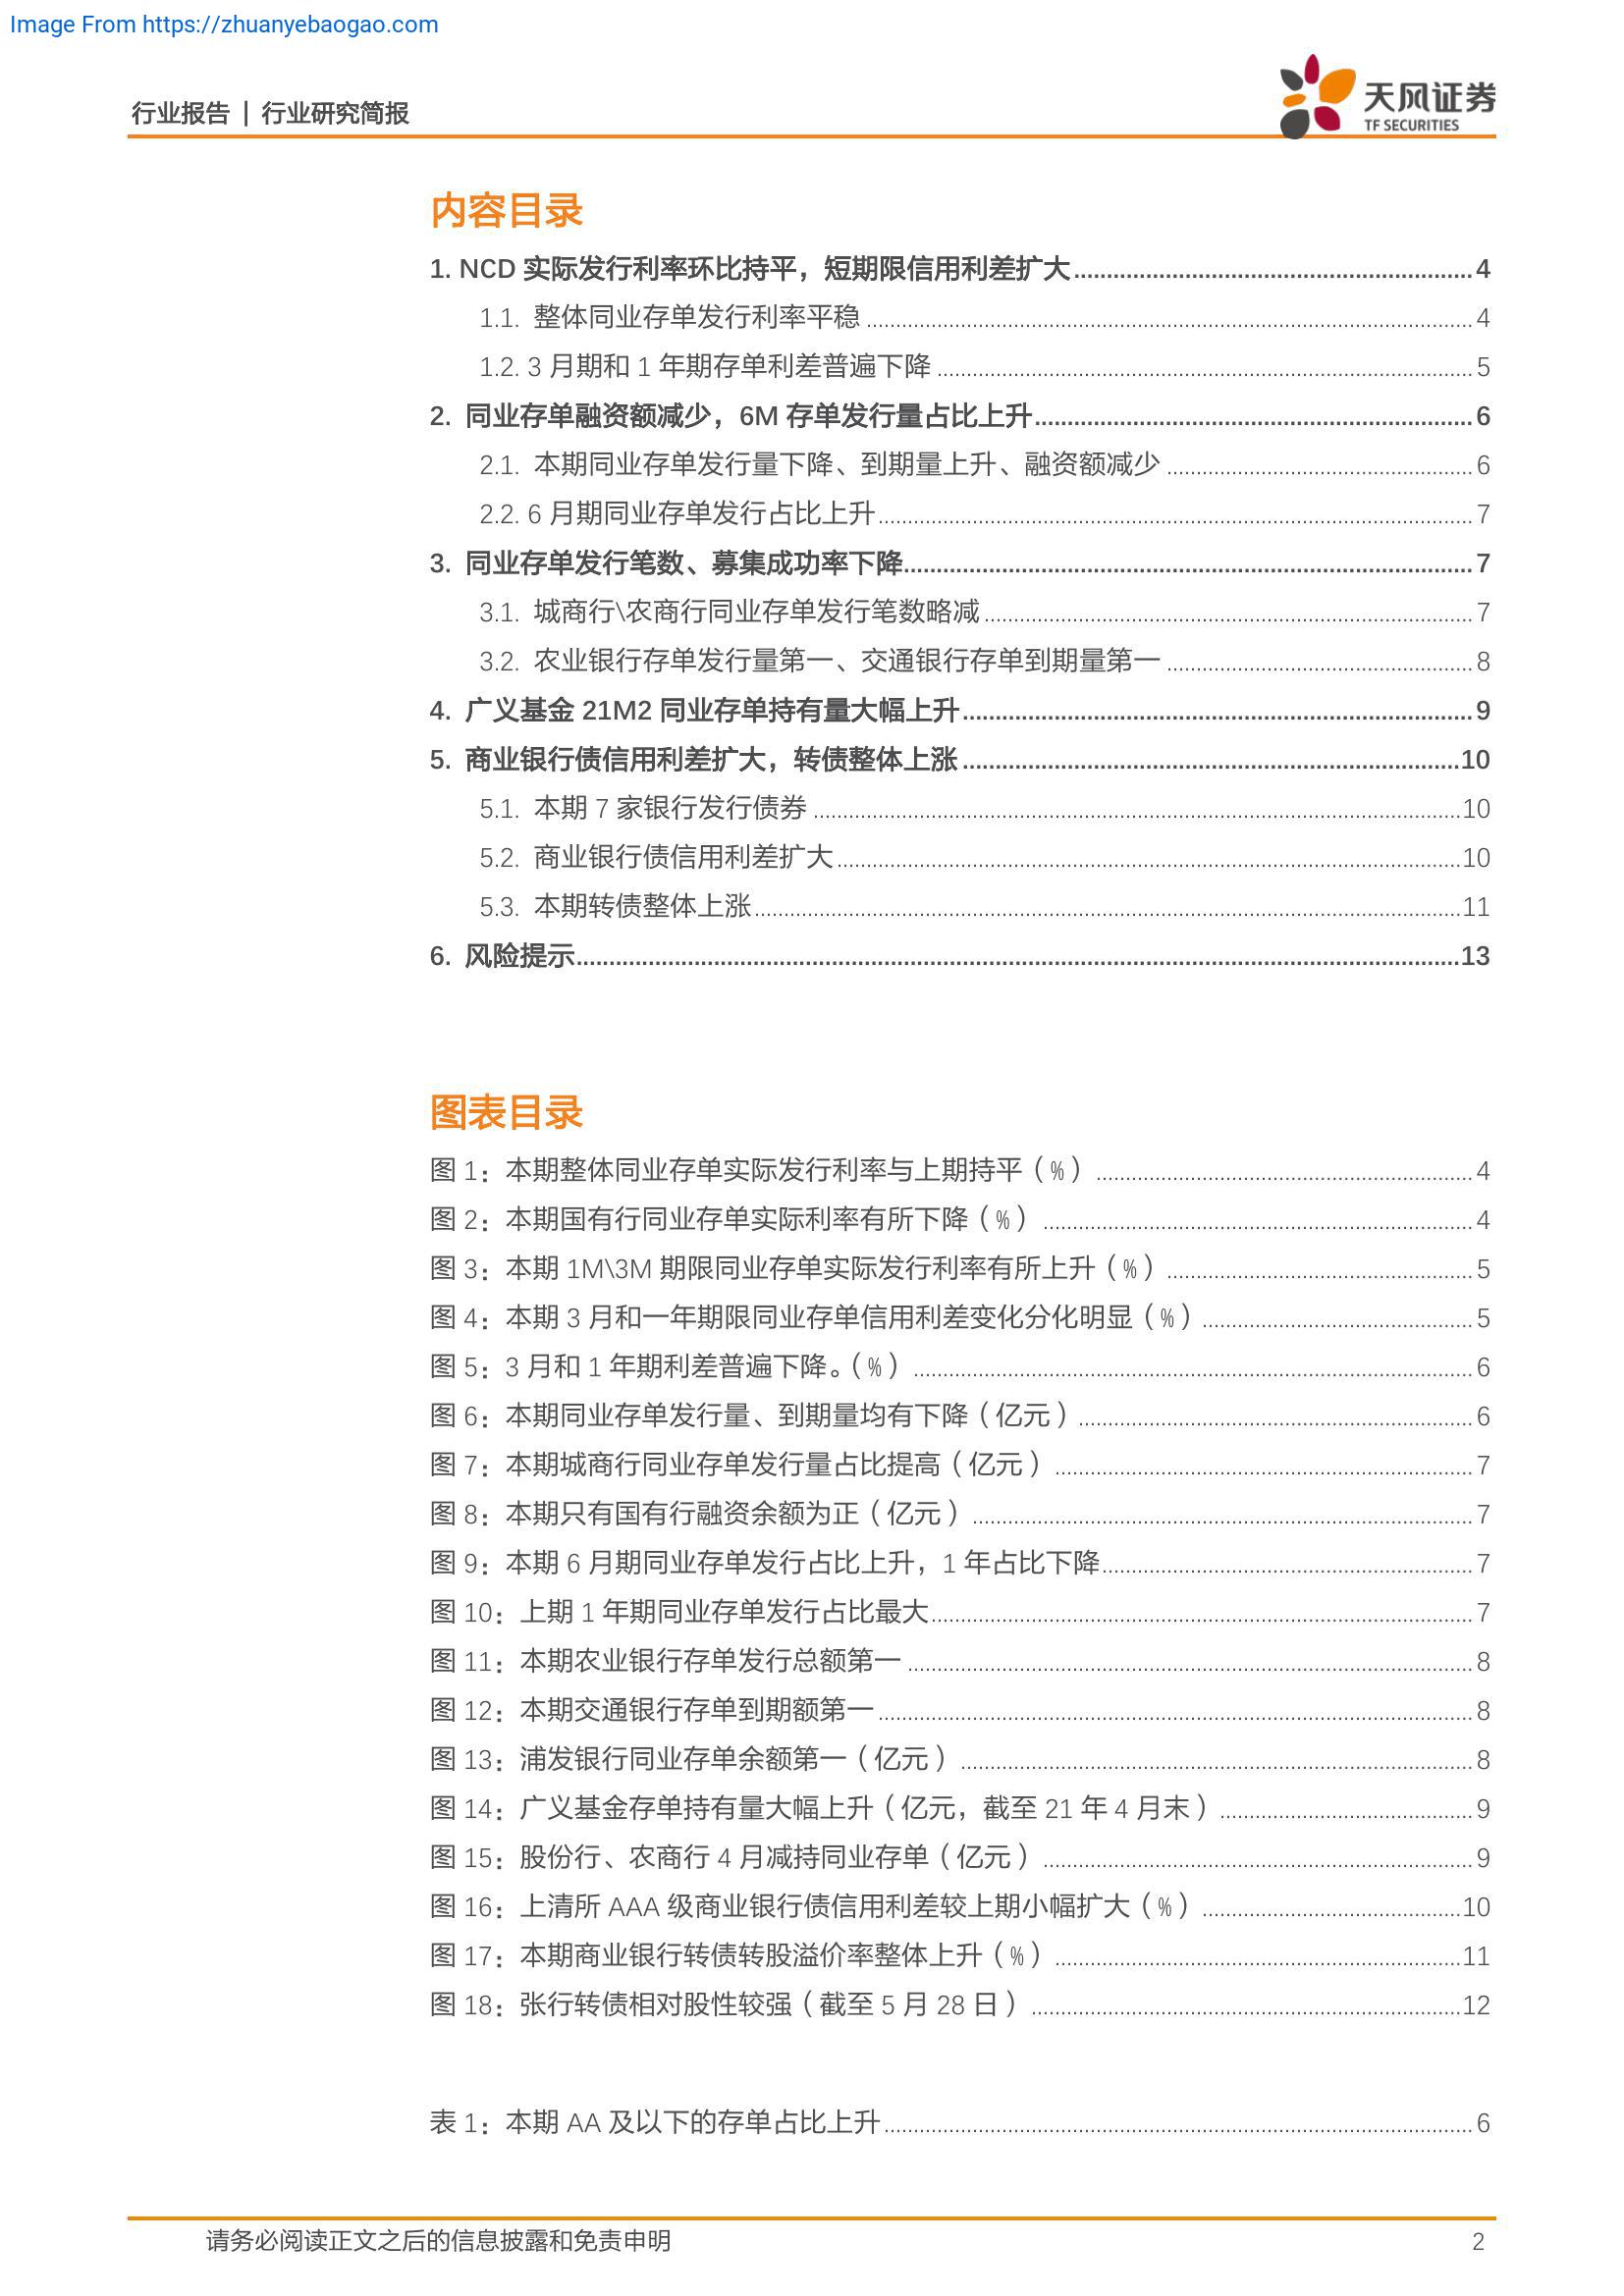 Image From https://zhuanyebaogao.com
行业报告 | 行业研究简报
天风证券
TF SECURITIES
内容目录
1. NCD 实际发行利率环比持平，短期限信用利差扩大 4
1.1. 整体同业存单发行利率平稳 4
1.2. 3 月期和 1 年期存单利差普遍下降 5
2. 同业存单融资额减少，6M 存单发行量占比上升 6
2.1. 本期同业存单发行量下降、到期量上升、融资额减少 6
2.2. 6 月期同业存单发行占比上升 7
3. 同业存单发行笔数、募集成功率下降 7
3.1. 城商行\农商行同业存单发行笔数略减 7
3.2. 农业银行存单发行量第一、交通银行存单到期量第一 8
4. 广义基金 21M2 同业存单持有量大幅上升 9
5. 商业银行债信用利差扩大，转债整体上涨 10
5.1. 本期 7 家银行发行债券 10
5.2. 商业银行债信用利差扩大 10
5.3. 本期转债整体上涨 11
6. 风险提示 13
图表目录
图 1：本期整体同业存单实际发行利率与上期持平（%） 4
图 2：本期国有行同业存单实际利率有所下降（%） 4
图 3：本期 1M\3M 期限同业存单实际发行利率有所上升（%） 5
图 4：本期 3 月和一年期限同业存单信用利差变化分化明显（%） 5
图 5：3 月和 1 年期利差普遍下降。（%） 6
图 6：本期同业存单发行量、到期量均有下降（亿元） 6
图 7：本期城商行同业存单发行量占比提高（亿元） 7
图 8：本期只有国有行融资余额为正（亿元） 7
图 9：本期 6 月期同业存单发行占比上升，1 年占比下降 7
图 10：上期 1 年期同业存单发行占比最大 7
图 11：本期农业银行存单发行总额第一 8
图 12：本期交通银行存单到期额第一 8
图 13：浦发银行同业存单余额第一（亿元） 8
图 14：广义基金存单持有量大幅上升（亿元，截至 21 年 4 月末） 9
图 15：股份行、农商行 4 月减持同业存单（亿元） 9
图 16：上清所 AAA 级商业银行债信用利差较上期小幅扩大（%） 10
图 17：本期商业银行转债转股溢价率整体上升（%） 11
图 18：张行转债相对股性较强（截至 5 月 28 日） 12
表 1：本期 AA 及以下的存单占比上升 6
请务必阅读正文之后的信息披露和免责申明 2